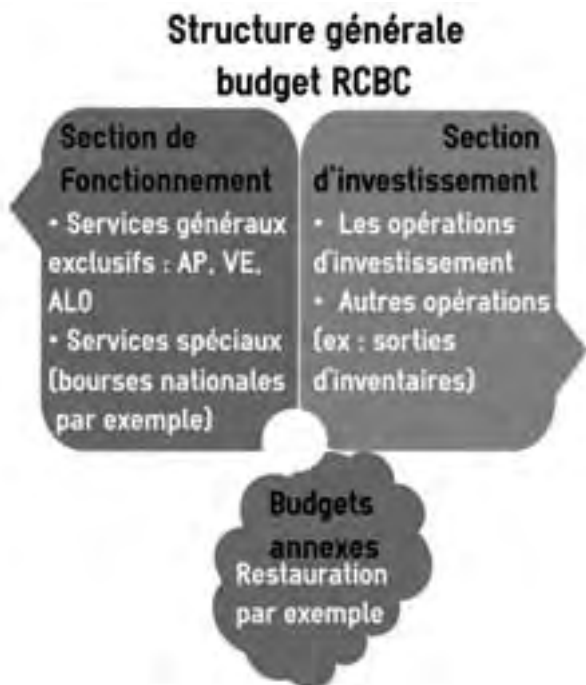 Structure générale
budget RCBC
Section de
Fonctionnement
• Services généraux
exclusifs : AP, VE,
ALO
• Services spéciaux
(bourses nationales
par exemple)
Section
d'investissement
• Les opérations
d'investissement
• Autres opérations
(ex : sorties
d'inventaires)
Budgets
annexes
Restauration
par exemple